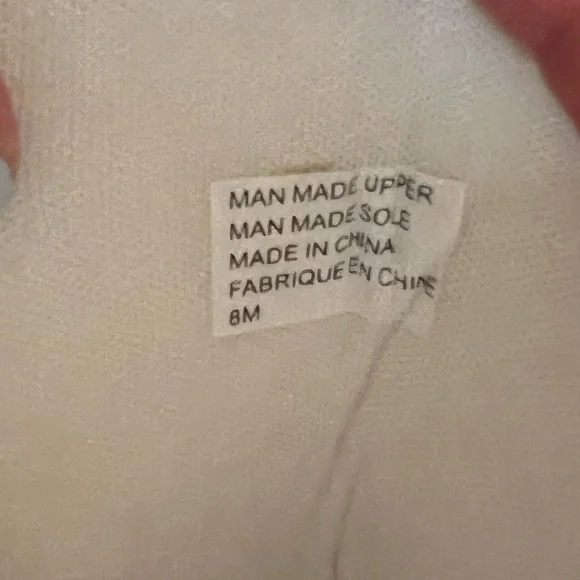 MAN MADE UPPER
MAN MADE SOLE
MADE IN CHINA
FABRIQUE EN CHINE
8M